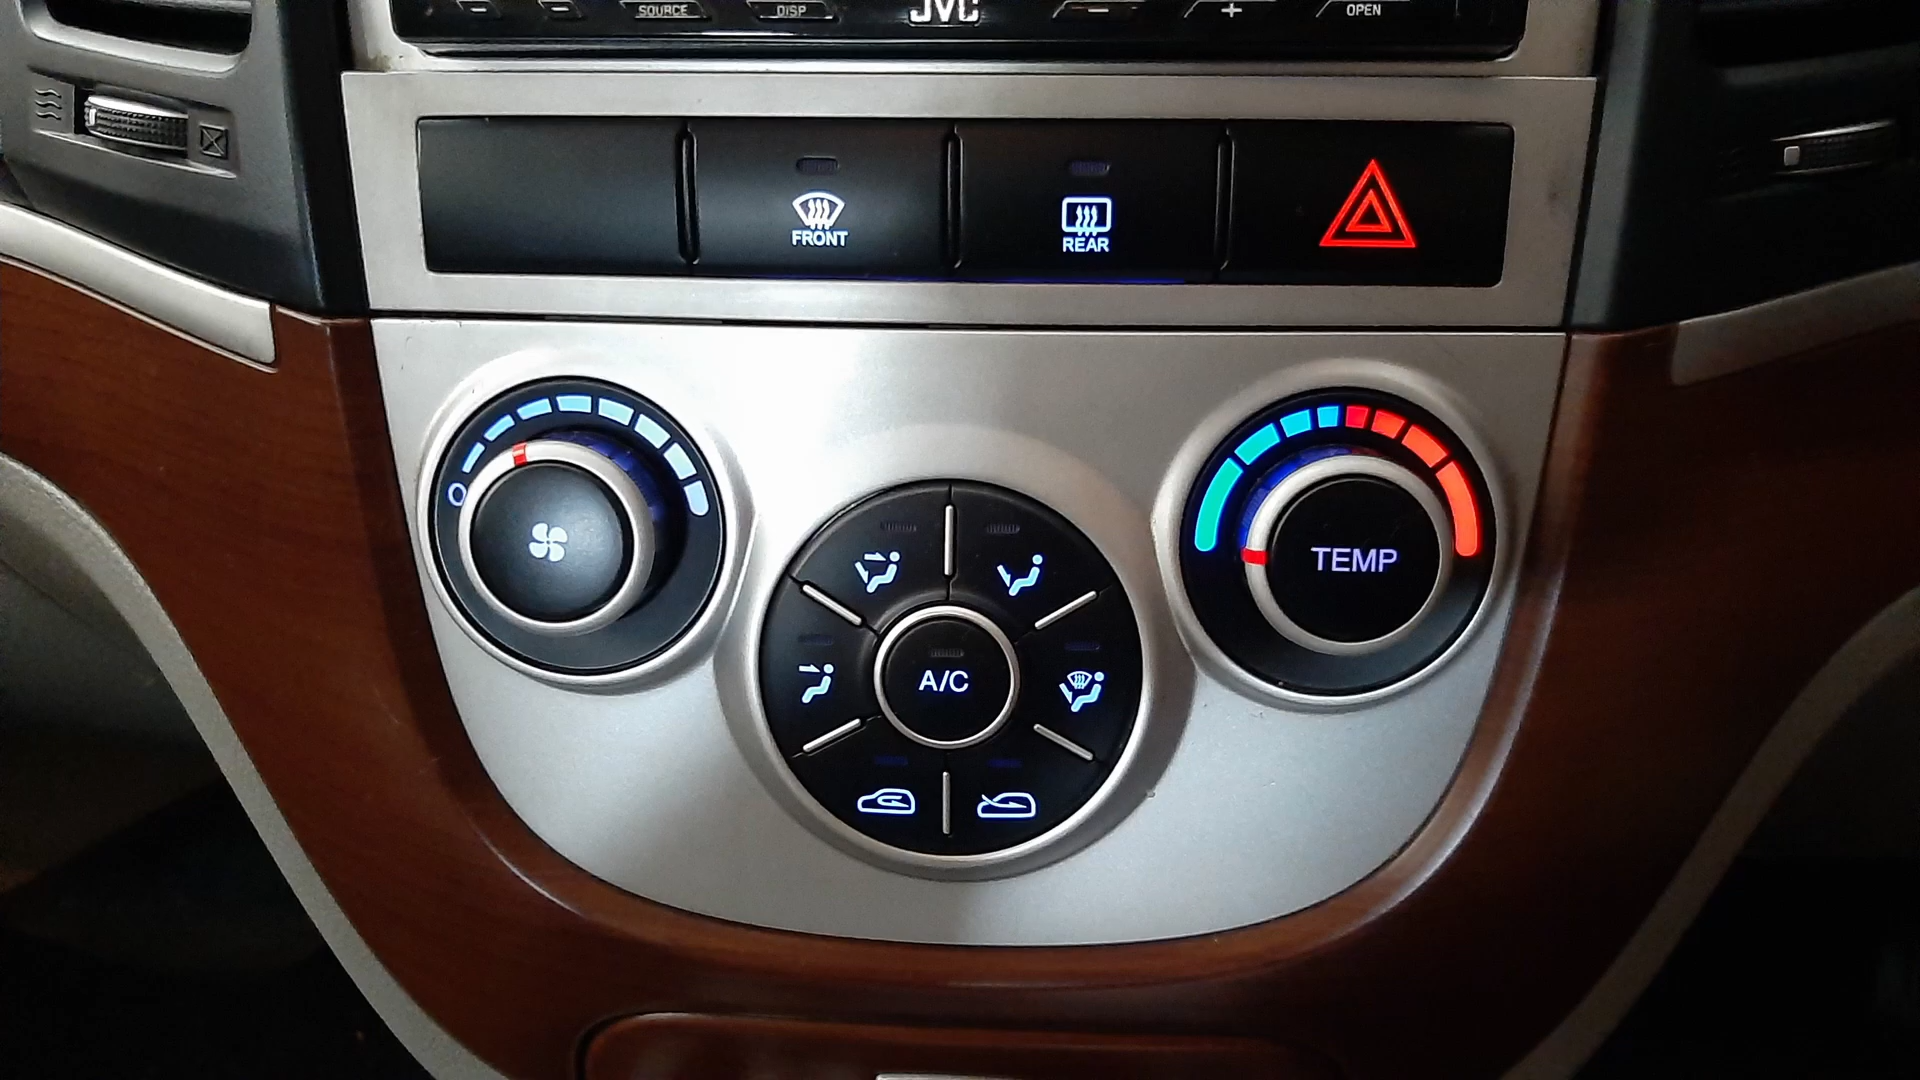 SOURCE DISP JVC − + OPEN
FRONT
REAR
TEMP
A/C